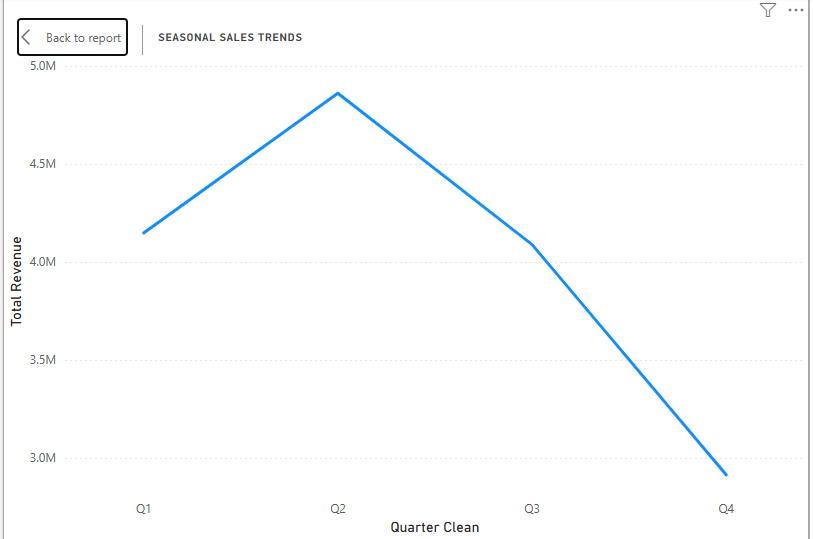 Back to report
SEASONAL SALES TRENDS
5.0M
4.5M
4.0M
3.5M
3.0M
Total Revenue
Q1 Q2 Q3 Q4
Quarter Clean